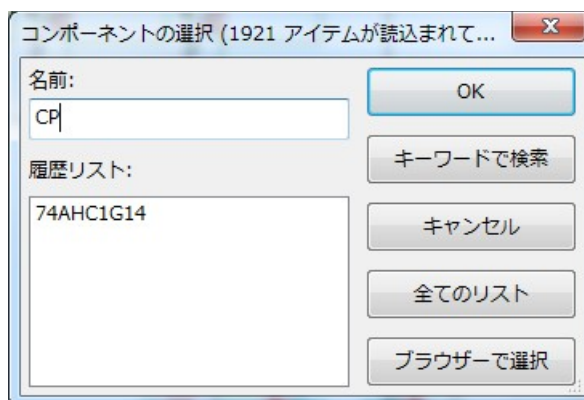 コンポーネントの選択 (1921 アイテムが読込まれて...
名前:
CP
履歴リスト:
74AHC1G14
OK
キーワードで検索
キャンセル
全てのリスト
ブラウザーで選択